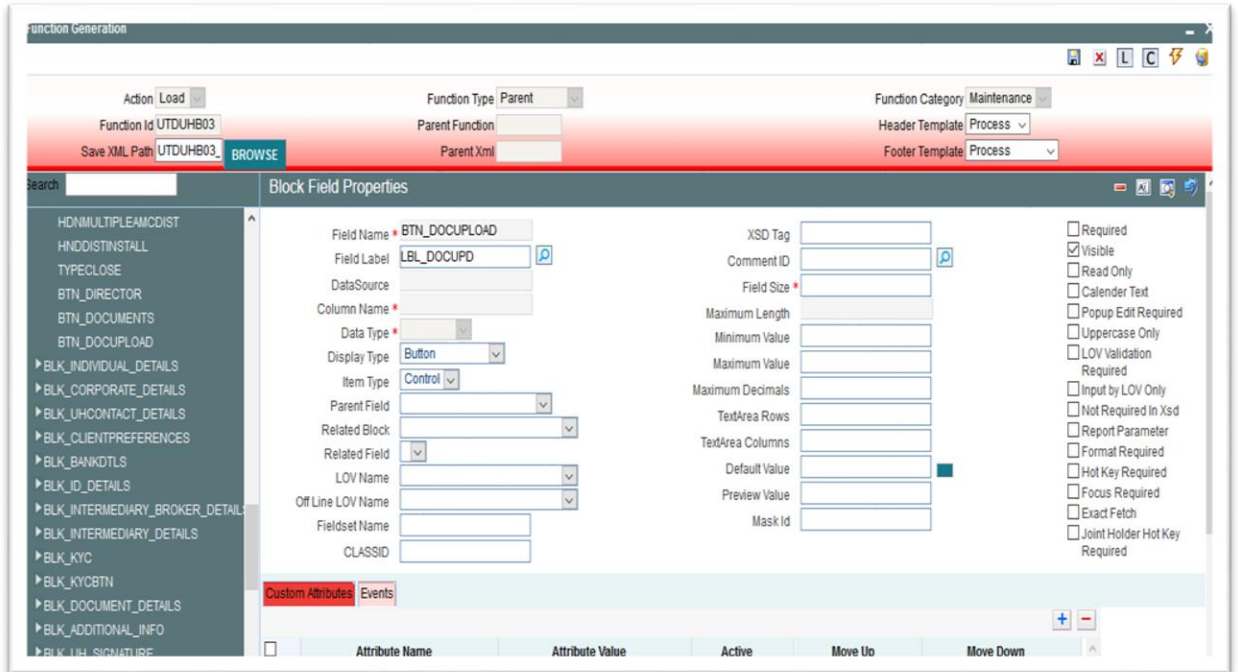 Function Generation
L C
Action Load
Function Type Parent
Function Category Maintenance
Function Id UTDUHB03
Parent Function
Header Template Process
Save XML Path UTDUHB03_
BROWSE
Parent Xml
Footer Template Process
Search
HDNMULTIPLEAMCDIST
HNDDISTINSTALL
TYPECLOSE
BTN_DIRECTOR
BTN_DOCUMENTS
BTN_DOCUPLOAD
BLK_INDIVIDUAL_DETAILS
BLK_CORPORATE_DETAILS
BLK_UHCONTACT_DETAILS
BLK_CLIENTPREFERENCES
BLK_BANKDTLS
BLK_ID_DETAILS
BLK_INTERMEDIARY_BROKER_DETAIL
BLK_INTERMEDIARY_DETAILS
BLK_KYC
BLK_KYCBTN
BLK_DOCUMENT_DETAILS
BLK_ADDITIONAL_INFO
BLK_UH_SIGNATURE
Block Field Properties
Field Name * BTN_DOCUPLOAD
Field Label LBL_DOCUPD
DataSource
Column Name *
Data Type *
Display Type Button
Item Type Control
Parent Field
Related Block
Related Field
LOV Name
Off Line LOV Name
Fieldset Name
CLASSID
XSD Tag
Comment ID
Field Size *
Maximum Length
Minimum Value
Maximum Value
Maximum Decimals
TextArea Rows
TextArea Columns
Default Value
Preview Value
Mask Id
Required
Visible
Read Only
Calender Text
Popup Edit Required
Uppercase Only
LOV Validation
Required
Input by LOV Only
Not Required In Xsd
Report Parameter
Format Required
Hot Key Required
Focus Required
Exact Fetch
Joint Holder Hot Key
Required
Custom Attributes Events
Attribute Name Attribute Value Active Move Up Move Down